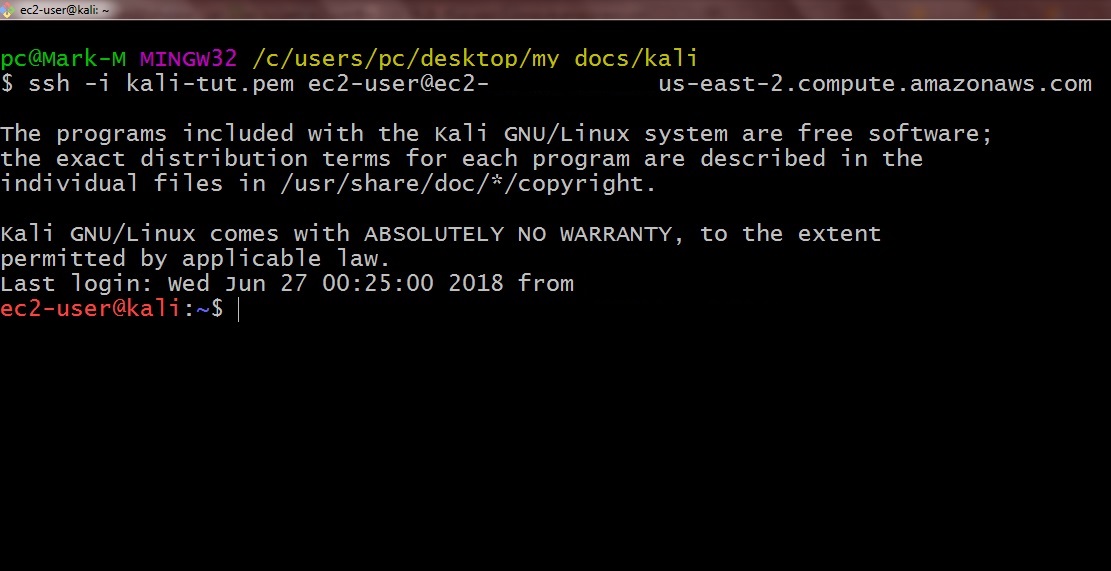 ec2-user@kali: ~
pc@Mark-M MINGW32 /c/users/pc/desktop/my docs/kali
$ ssh -i kali-tut.pem ec2-user@ec2- us-east-2.compute.amazonaws.com
The programs included with the Kali GNU/Linux system are free software;
the exact distribution terms for each program are described in the
individual files in /usr/share/doc/*/copyright.
Kali GNU/Linux comes with ABSOLUTELY NO WARRANTY, to the extent
permitted by applicable law.
Last login: Wed Jun 27 00:25:00 2018 from
ec2-user@kali:~$